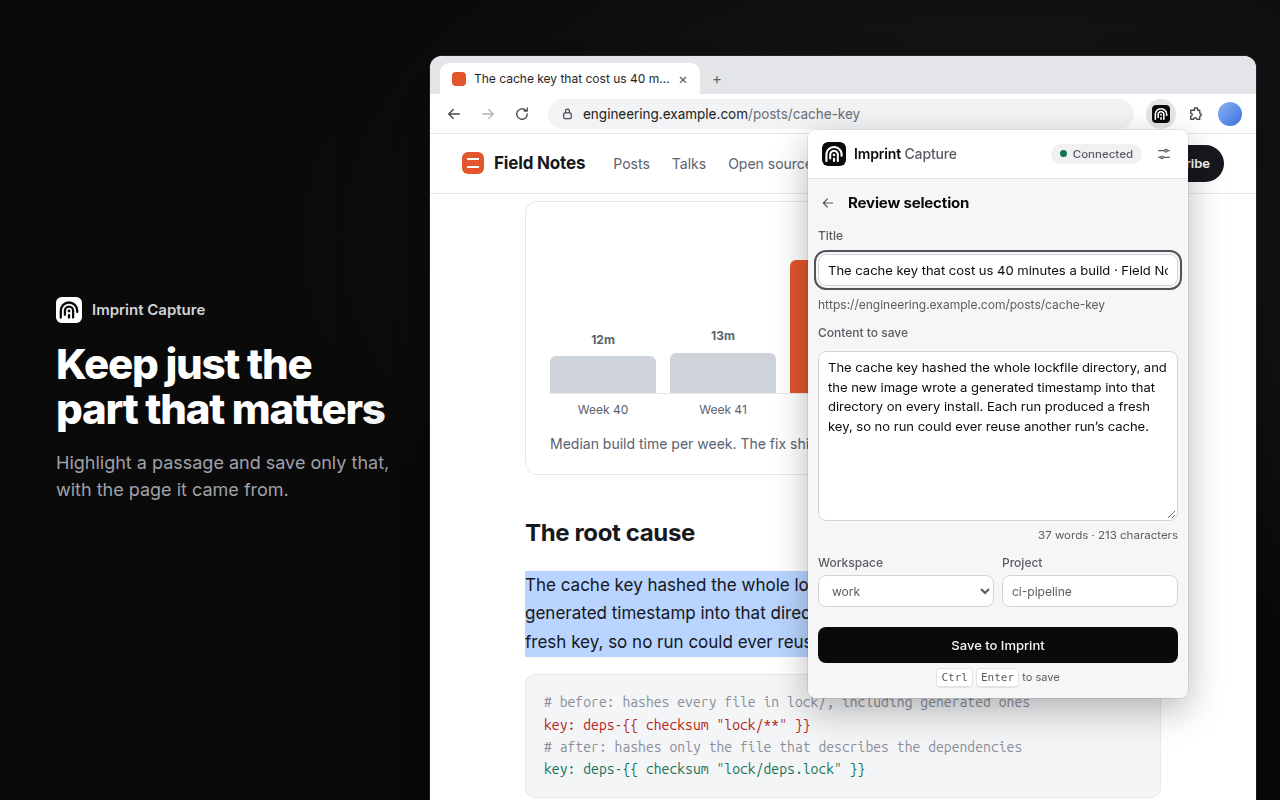 Imprint Capture
Keep just the
part that matters
Highlight a passage and save only that,
with the page it came from.
The cache key that cost us 40 m...
engineering.example.com/posts/cache-key
Field Notes
Posts
Talks
Open source
12m
13m
Week 40
Week 41
Median build time per week. The fix
The root cause
The cache key hashed the whole
generated timestamp into that
fresh key, so no run could ever
# before: hashes every file in lock/, including generated ones
key: deps-{{ checksum "lock/**" }}
# after: hashes only the file that describes the dependencies
key: deps-{{ checksum "lock/deps.lock" }}
Imprint Capture
Connected
Review selection
Title
The cache key that cost us 40 minutes a build · Field
https://engineering.example.com/posts/cache-key
Content to save
The cache key hashed the whole lockfile directory, and
the new image wrote a generated timestamp into that
directory on every install. Each run produced a fresh
key, so no run could ever reuse another run’s cache.
37 words · 213 characters
Workspace
Project
work
ci-pipeline
Save to Imprint
Ctrl Enter to save